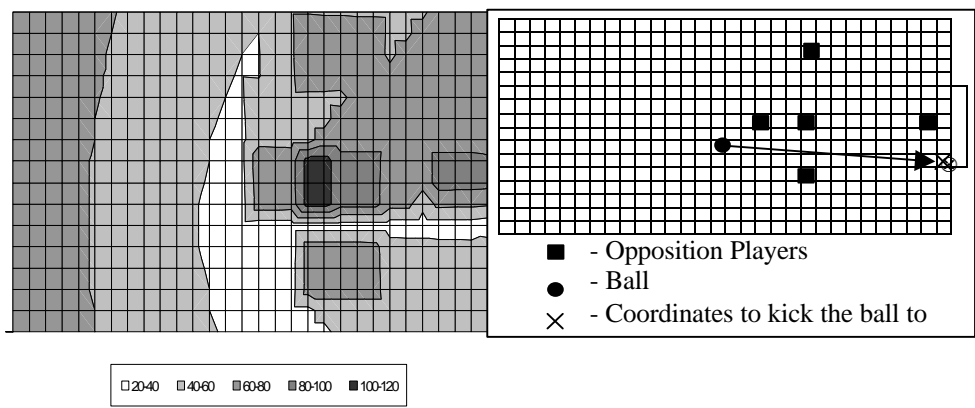 - Opposition Players
- Ball
- Coordinates to kick the ball to
20-40 40-60 60-80 80-100 100-120